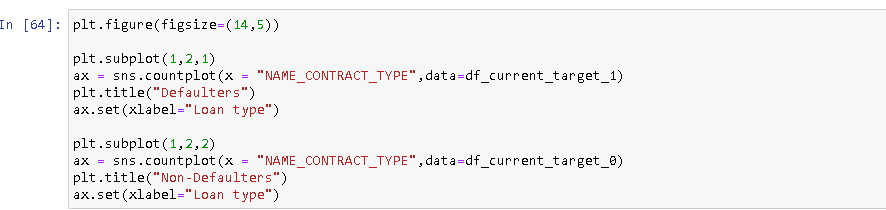 In [64]: plt.figure(figsize=(14,5))
plt.subplot(1,2,1)
ax = sns.countplot(x = "NAME_CONTRACT_TYPE",data=df_current_target_1)
plt.title("Defaulters")
ax.set(xlabel="Loan type")
plt.subplot(1,2,2)
ax = sns.countplot(x = "NAME_CONTRACT_TYPE",data=df_current_target_0)
plt.title("Non-Defaulters")
ax.set(xlabel="Loan type")